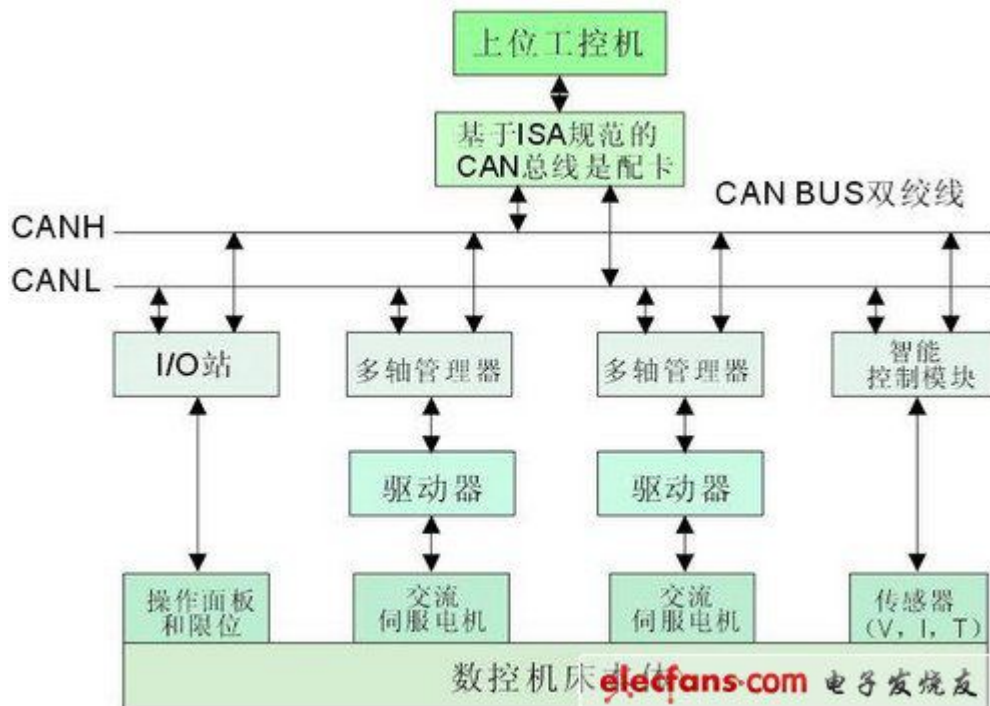 上位工控机
基于ISA规范的
CAN总线是配卡
CAN BUS双绞线
CANH
CANL
I/O站
多轴管理器
多轴管理器
智能
控制模块
驱动器
驱动器
操作面板
和限位
交流
伺服电机
交流
伺服电机
传感器
(V, I, T)
数控机床
elecfans·com 电子发烧友